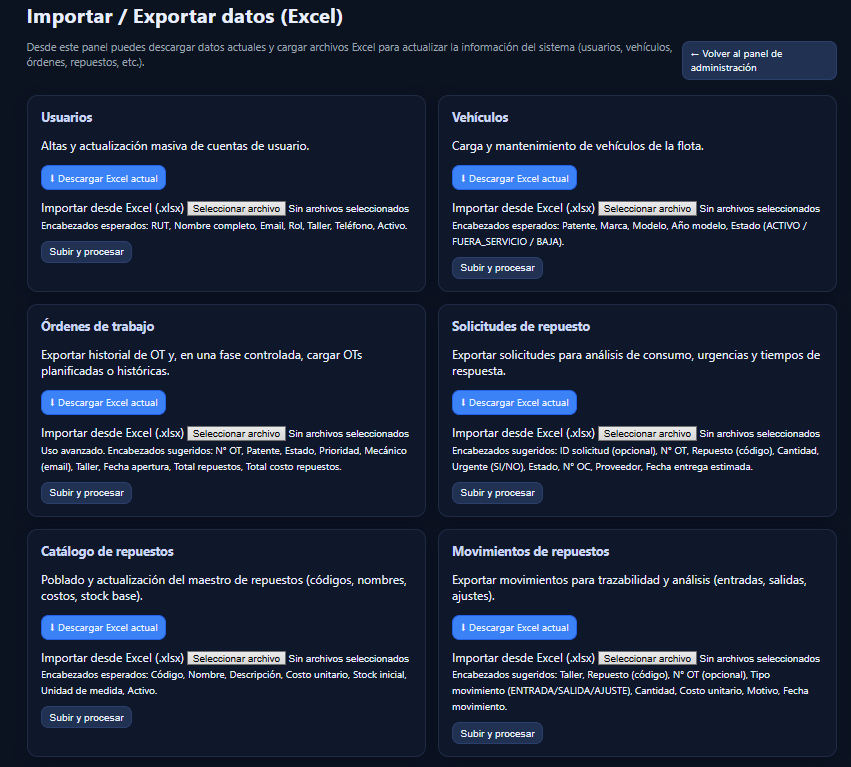 Importar / Exportar datos (Excel)
Desde este panel puedes descargar datos actuales y cargar archivos Excel para actualizar la información del sistema (usuarios, vehículos,
órdenes, repuestos, etc.).
← Volver al panel de
administración
Usuarios
Altas y actualización masiva de cuentas de usuario.
⬇ Descargar Excel actual
Importar desde Excel (.xlsx) Seleccionar archivo Sin archivos seleccionados
Encabezados esperados: RUT, Nombre completo, Email, Rol, Taller, Teléfono, Activo.
Subir y procesar
Vehículos
Carga y mantenimiento de vehículos de la flota.
⬇ Descargar Excel actual
Importar desde Excel (.xlsx) Seleccionar archivo Sin archivos seleccionados
Encabezados esperados: Patente, Marca, Modelo, Año modelo, Estado (ACTIVO /
FUERA_SERVICIO / BAJA).
Subir y procesar
Órdenes de trabajo
Exportar historial de OT y, en una fase controlada, cargar OTs
planificadas o históricas.
⬇ Descargar Excel actual
Importar desde Excel (.xlsx) Seleccionar archivo Sin archivos seleccionados
Uso avanzado. Encabezados sugeridos: N° OT, Patente, Estado, Prioridad, Mecánico
(email), Taller, Fecha apertura, Total repuestos, Total costo repuestos.
Subir y procesar
Solicitudes de repuesto
Exportar solicitudes para análisis de consumo, urgencias y tiempos de
respuesta.
⬇ Descargar Excel actual
Importar desde Excel (.xlsx) Seleccionar archivo Sin archivos seleccionados
Encabezados sugeridos: ID solicitud (opcional), N° OT, Repuesto (código), Cantidad,
Urgente (SI/NO), Estado, N° OC, Proveedor, Fecha entrega estimada.
Subir y procesar
Catálogo de repuestos
Poblado y actualización del maestro de repuestos (códigos, nombres,
costos, stock base).
⬇ Descargar Excel actual
Importar desde Excel (.xlsx) Seleccionar archivo Sin archivos seleccionados
Encabezados esperados: Código, Nombre, Descripción, Costo unitario, Stock inicial,
Unidad de medida, Activo.
Subir y procesar
Movimientos de repuestos
Exportar movimientos para trazabilidad y análisis (entradas, salidas,
ajustes).
⬇ Descargar Excel actual
Importar desde Excel (.xlsx) Seleccionar archivo Sin archivos seleccionados
Encabezados sugeridos: Taller, Repuesto (código), N° OT (opcional), Tipo
movimiento (ENTRADA/SALIDA/AJUSTE), Cantidad, Costo unitario, Motivo, Fecha
movimiento.
Subir y procesar